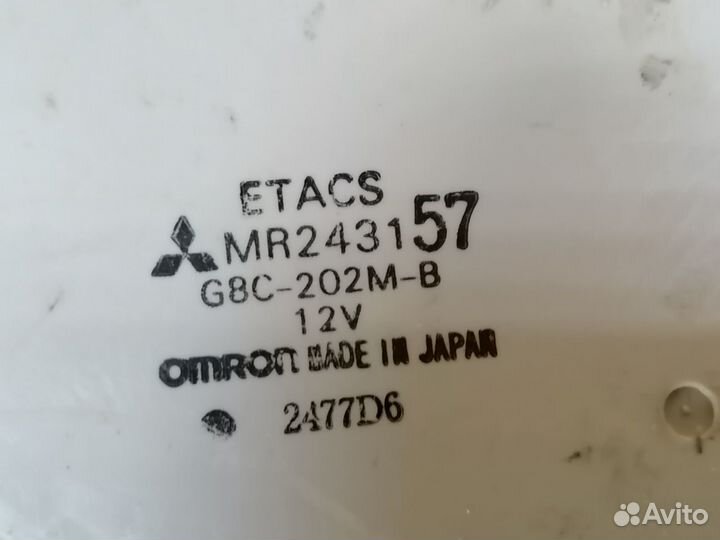 ETACS
MR243157
G8C-202M-B
12V
OMRON MADE IN JAPAN
2477D6
Avito